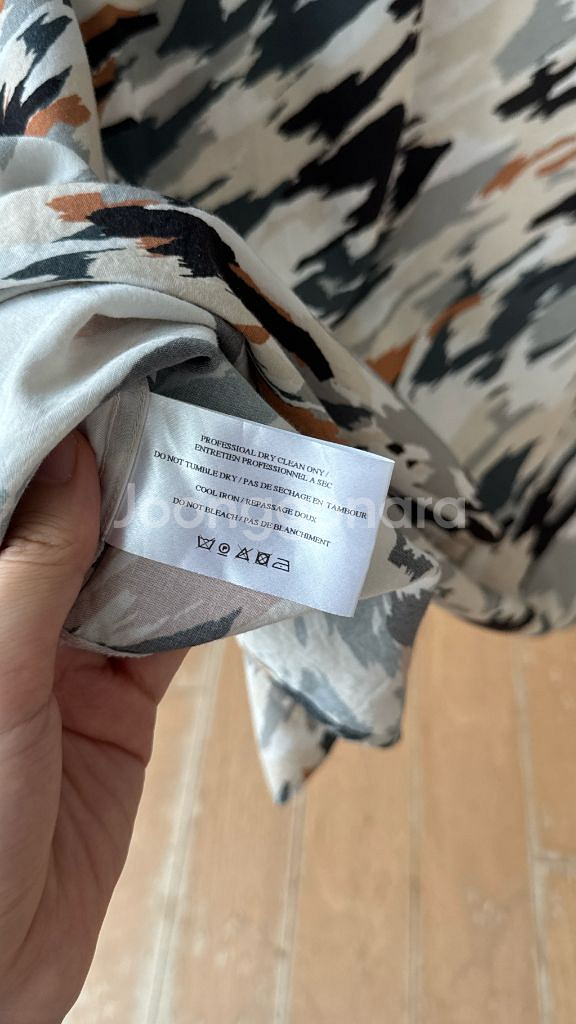 PROFESSIOAL DRY CLEAN ONY /
ENTRETIEN PROFESSIONNEL A SEC
DO NOT TUMBLE DRY / PAS DE SECHAGE EN TAMBOUR
COOL IRON / REPASSAGE DOUX
DO NOT BLEACH / PAS DE BLANCHIMENT